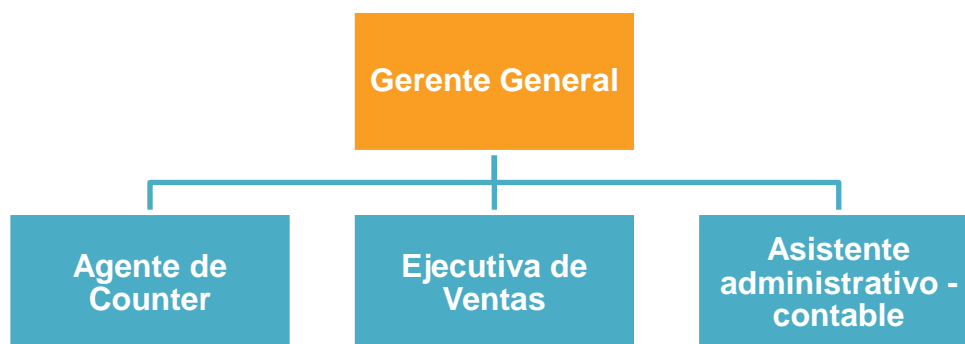 Gerente General
Agente de
Counter
Ejecutiva de
Ventas
Asistente
administrativo -
contable